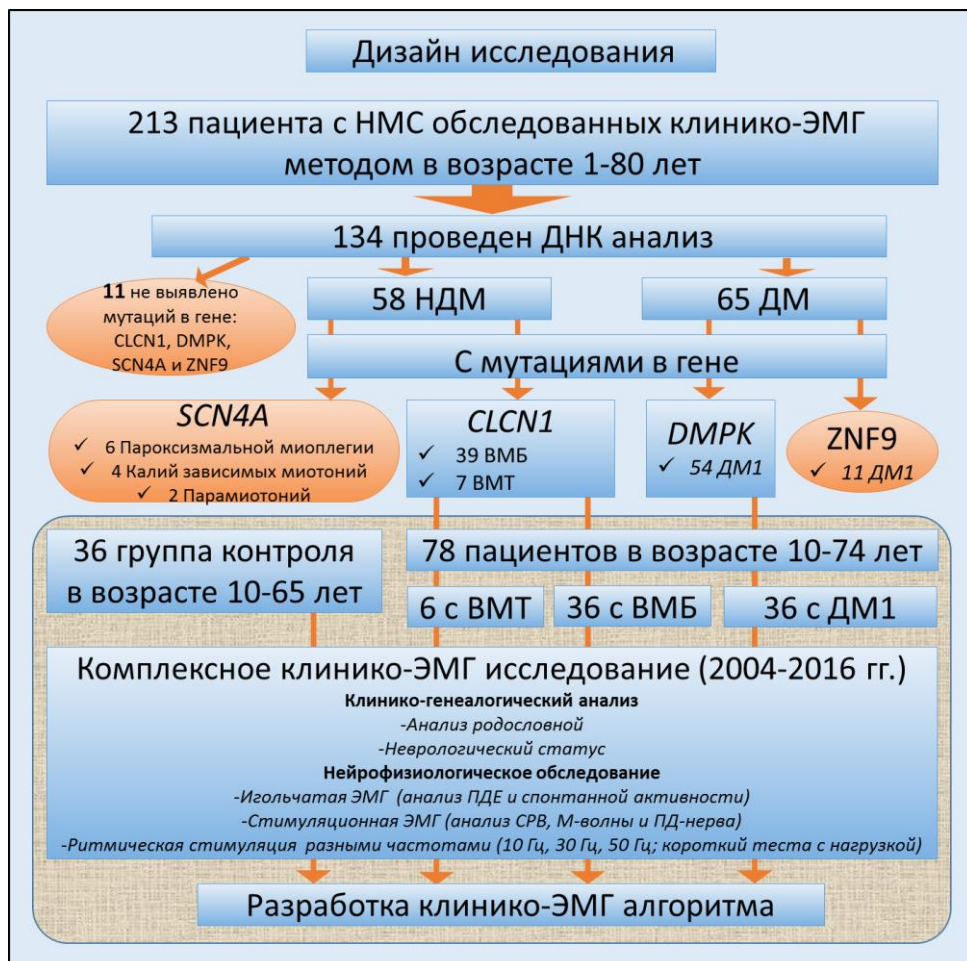 Дизайн исследования
213 пациента с НМС обследованных клинико-ЭМГ
методом в возрасте 1-80 лет
134 проведен ДНК анализ
11 не выявлено
мутаций в гене:
CLCN1, DMPK,
SCN4A и ZNF9
58 НДМ
65 ДМ
С мутациями в гене
SCN4A
✓ 6 Пароксизмальной миоплегии
✓ 4 Калий зависимых миотоний
✓ 2 Парамиотоний
CLCN1
✓ 39 ВМБ
✓ 7 ВМТ
DMPK
✓ 54 ДМ1
ZNF9
✓ 11 ДМ1
36 группа контроля
в возрасте 10-65 лет
78 пациентов в возрасте 10-74 лет
6 с ВМТ
36 с ВМБ
36 с ДМ1
Комплексное клинико-ЭМГ исследование (2004-2016 гг.)
Клинико-генеалогический анализ
-Анализ родословной
-Неврологический статус
Нейрофизиологическое обследование
-Игольчатая ЭМГ (анализ ПДЕ и спонтанной активности)
-Стимуляционная ЭМГ (анализ СРВ, М-волны и ПД-нерва)
-Ритмическая стимуляция разными частотами (10 Гц, 30 Гц, 50 Гц; короткий теста с нагрузкой)
Разработка клинико-ЭМГ алгоритма